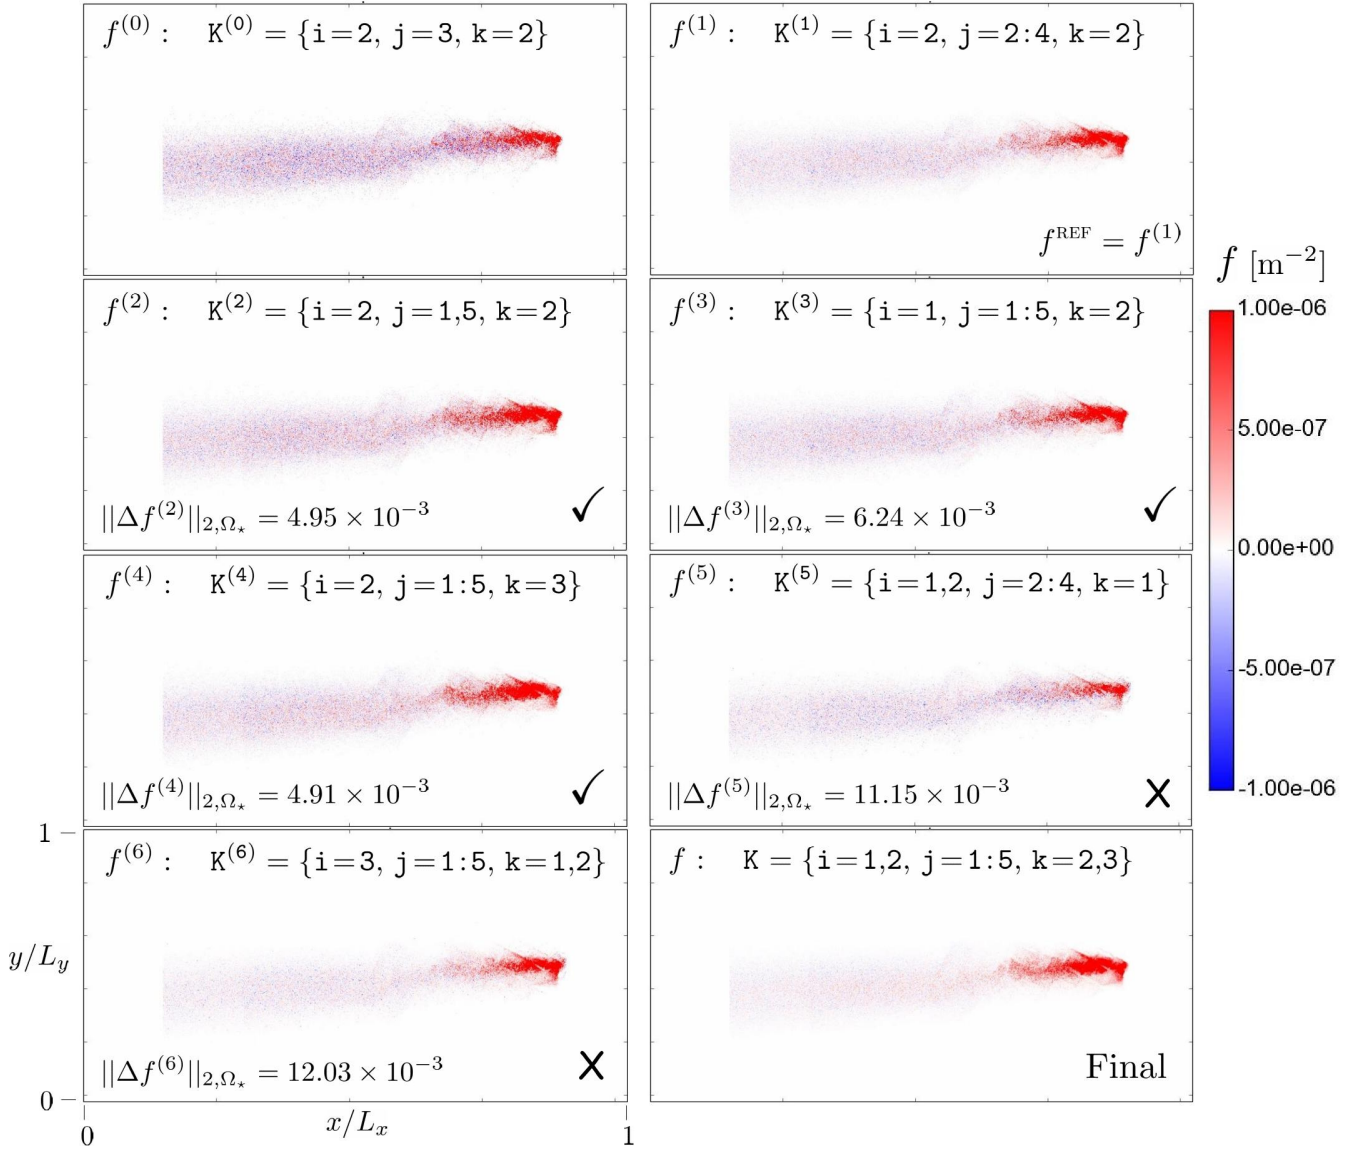 f^(0) : K^(0) = {i=2, j=3, k=2}
f^(1) : K^(1) = {i=2, j=2:4, k=2}
f^REF = f^(1)
f [m^−2]
1.00e-06
5.00e-07
0.00e+00
-5.00e-07
-1.00e-06
f^(2) : K^(2) = {i=2, j=1,5, k=2}
||Δf^(2)||_2,Ω⋆ = 4.95 × 10^−3 ✓
f^(3) : K^(3) = {i=1, j=1:5, k=2}
||Δf^(3)||_2,Ω⋆ = 6.24 × 10^−3 ✓
f^(4) : K^(4) = {i=2, j=1:5, k=3}
||Δf^(4)||_2,Ω⋆ = 4.91 × 10^−3 ✓
f^(5) : K^(5) = {i=1,2, j=2:4, k=1}
||Δf^(5)||_2,Ω⋆ = 11.15 × 10^−3 X
f^(6) : K^(6) = {i=3, j=1:5, k=1,2}
||Δf^(6)||_2,Ω⋆ = 12.03 × 10^−3 X
f : K = {i=1,2, j=1:5, k=2,3}
Final
1
y/L_y
0
0
x/L_x
1